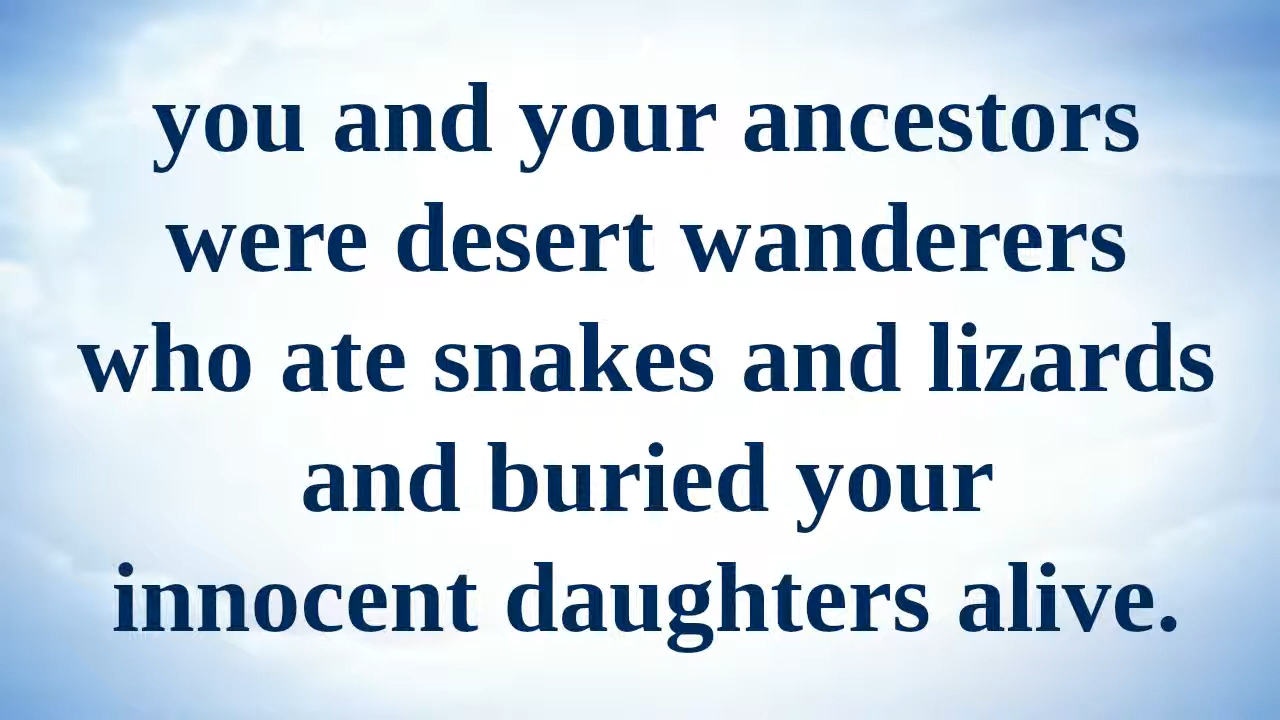 you and your ancestors
were desert wanderers
who ate snakes and lizards
and buried your
innocent daughters alive.